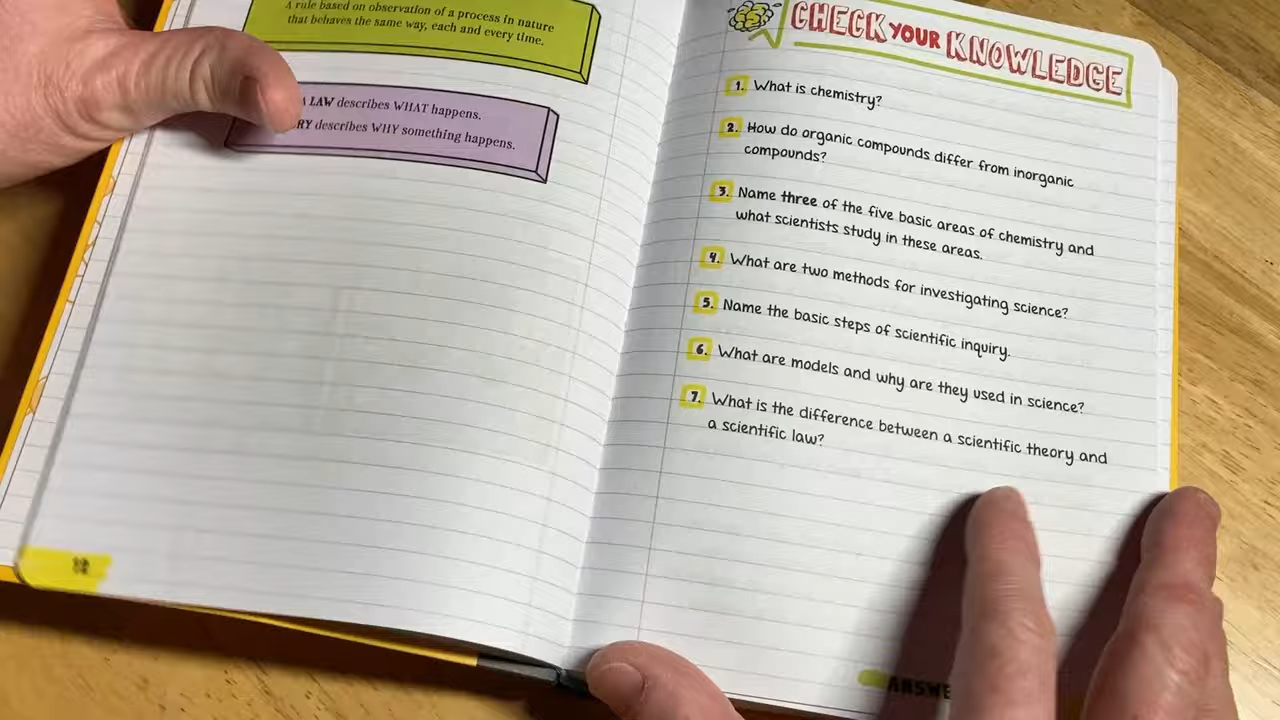 A rule based on observation of a process in nature
that behaves the same way, each and every time.
A LAW describes WHAT happens.
RY describes WHY something happens.
12
CHECK YOUR KNOWLEDGE
1. What is chemistry?
2. How do organic compounds differ from inorganic
compounds?
3. Name three of the five basic areas of chemistry and
what scientists study in these areas.
4. What are two methods for investigating science?
5. Name the basic steps of scientific inquiry.
6. What are models and why are they used in science?
7. What is the difference between a scientific theory and
a scientific law?
ANSWE